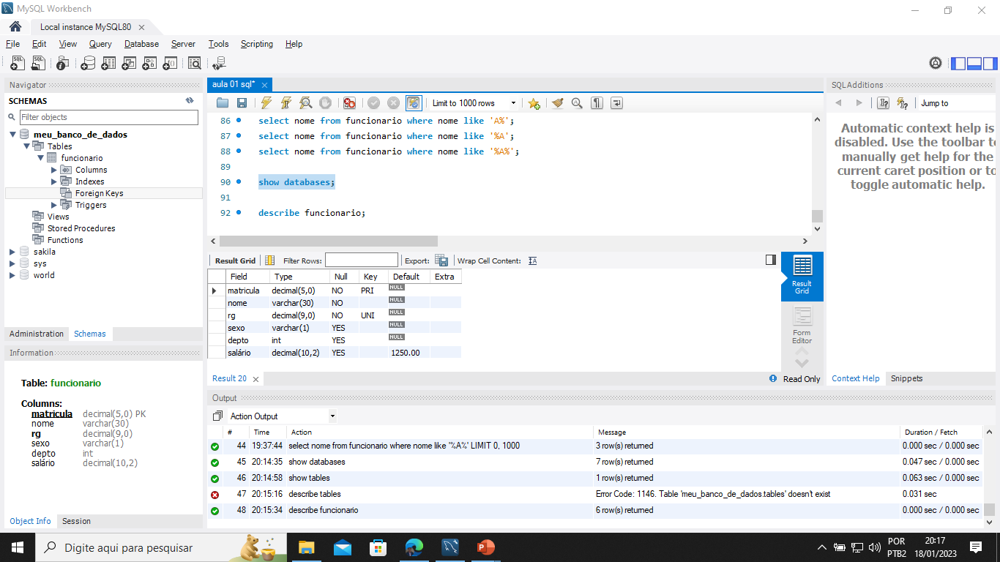 MySQL Workbench
Local instance MySQL80
File Edit View Query Database Server Tools Scripting Help
Navigator
SCHEMAS
Filter objects
meu_banco_de_dados
Tables
funcionario
Columns
Indexes
Foreign Keys
Triggers
Views
Stored Procedures
Functions
sakila
sys
world
Administration Schemas
Information
Table: funcionario
Columns:
matricula decimal(5,0) PK
nome varchar(30)
rg decimal(9,0)
sexo varchar(1)
depto int
salário decimal(10,2)
Object Info Session
aula 01 sql*
Limit to 1000 rows
86 select nome from funcionario where nome like 'A%';
87 select nome from funcionario where nome like '%A';
88 select nome from funcionario where nome like '%A%';
89
90 show databases;
91
92 describe funcionario;
Result Grid Filter Rows: Export: Wrap Cell Content:
Field Type Null Key Default Extra
matricula decimal(5,0) NO PRI NULL
nome varchar(30) NO NULL
rg decimal(9,0) NO UNI NULL
sexo varchar(1) YES NULL
depto int YES NULL
salário decimal(10,2) YES 1250.00
Result
Grid
Form
Editor
Result 20
Read Only
SQLAdditions
Jump to
Automatic context help is
disabled. Use the toolbar to
manually get help for the
current caret position or to
toggle automatic help.
Context Help Snippets
Output
Action Output
# Time Action Message Duration / Fetch
44 19:37:44 select nome from funcionario where nome like '%A%' LIMIT 0, 1000 3 row(s) returned 0.000 sec / 0.000 sec
45 20:14:35 show databases 7 row(s) returned 0.047 sec / 0.000 sec
46 20:14:58 show tables 1 row(s) returned 0.063 sec / 0.000 sec
47 20:15:16 describe tables Error Code: 1146. Table 'meu_banco_de_dados.tables' doesn't exist 0.031 sec
48 20:15:34 describe funcionario 6 row(s) returned 0.000 sec / 0.000 sec
Digite aqui para pesquisar
POR
PTB2
20:17
18/01/2023